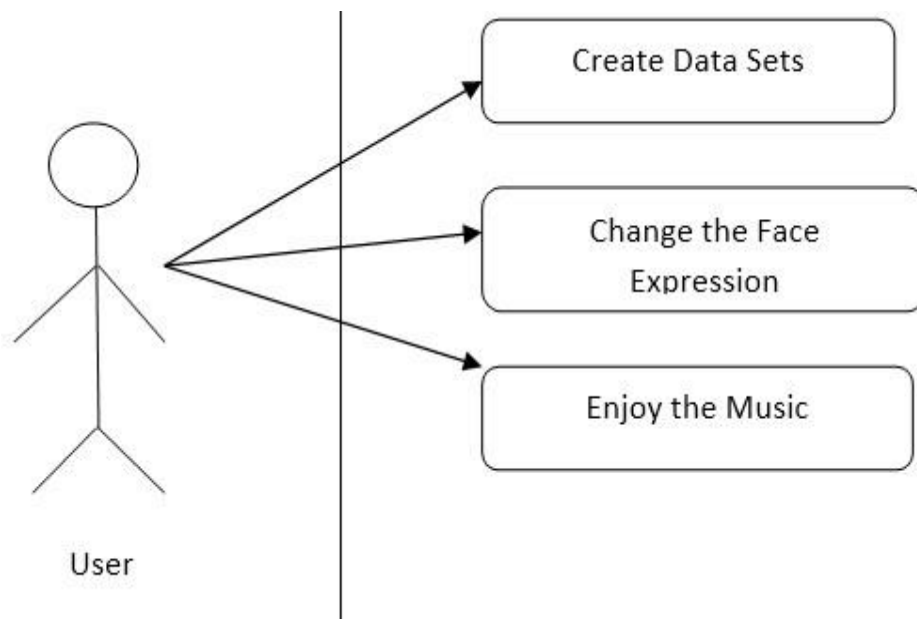 Create Data Sets
Change the Face
Expression
Enjoy the Music
User